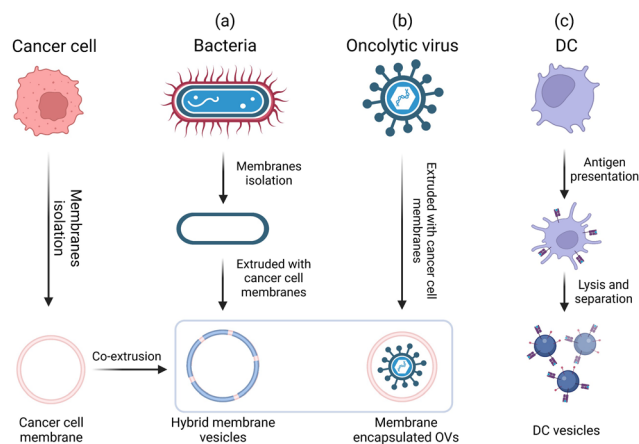 (a)
(b)
(c)
Cancer cell
Bacteria
Oncolytic virus
DC
Membranes
isolation
Membranes
isolation
Extruded with
cancer cell
membranes
Extruded with cancer cell
membranes
Antigen
presentation
Lysis and
separation
Co-extrusion
Cancer cell
membrane
Hybrid membrane
vesicles
Membrane
encapsulated OVs
DC vesicles